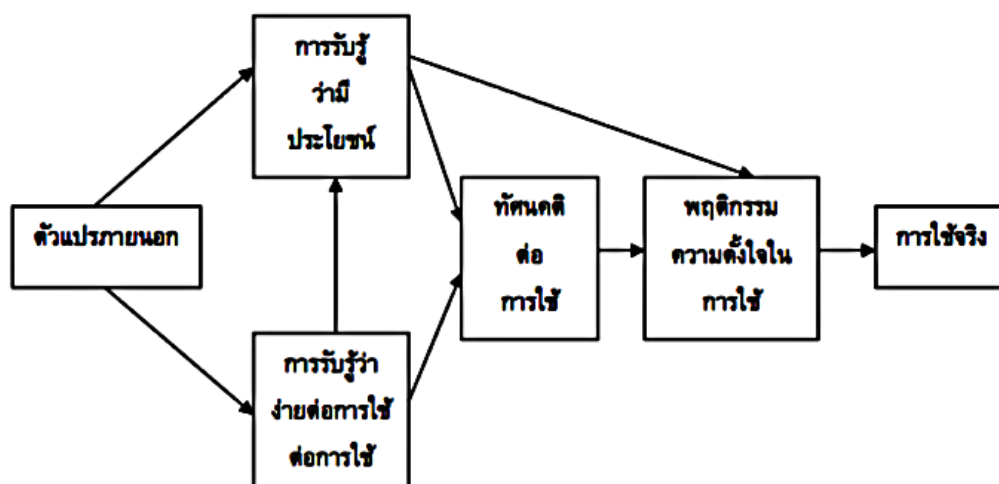 การรับรู้
ว่ามี
ประโยชน์
ตัวแปรภายนอก
ทัศนคติ
ต่อ
การใช้
พฤติกรรม
ความตั้งใจใน
การใช้
การใช้จริง
การรับรู้ว่า
ง่ายต่อการใช้
ต่อการใช้